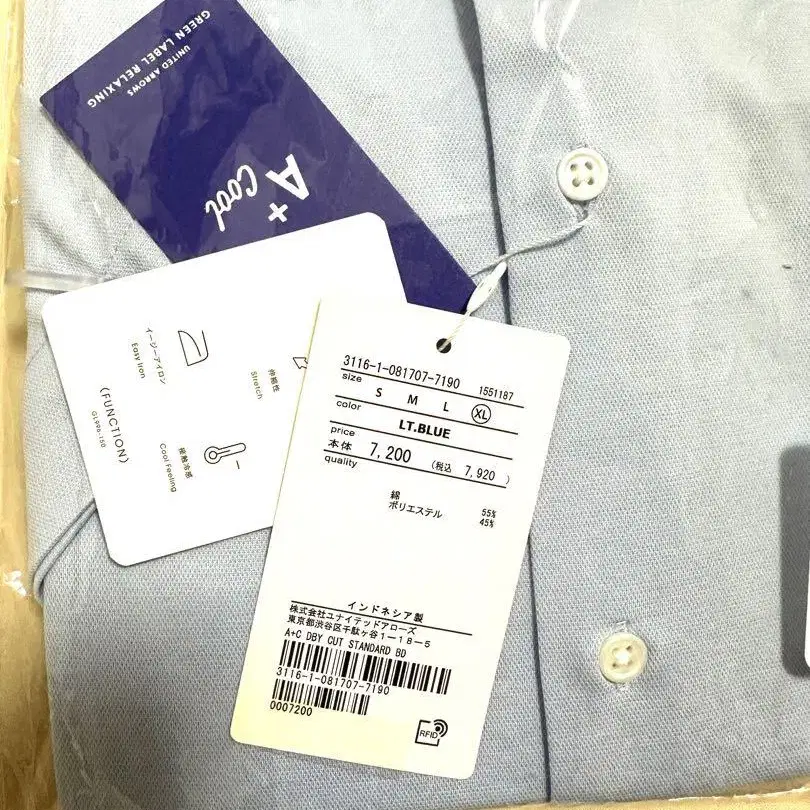 UNITED ARROWS
GREEN LABEL RELAXING
A+
Cool
イージーアイロン
Easy Iron
伸縮性
Stretch
接触冷感
Cool Feeling
〈FUNCTION〉
GL996-150
3116-1-081707-7190 1551187
size
S M L XL
color
LT.BLUE
price
本体 7,200 (税込 7,920)
quality
綿 55%
ポリエステル 45%
インドネシア製
株式会社ユナイテッドアローズ
東京都渋谷区千駄ヶ谷1-18-5
A+C DBY CUT STANDARD BD
3116-1-081707-7190
0007200
RFID